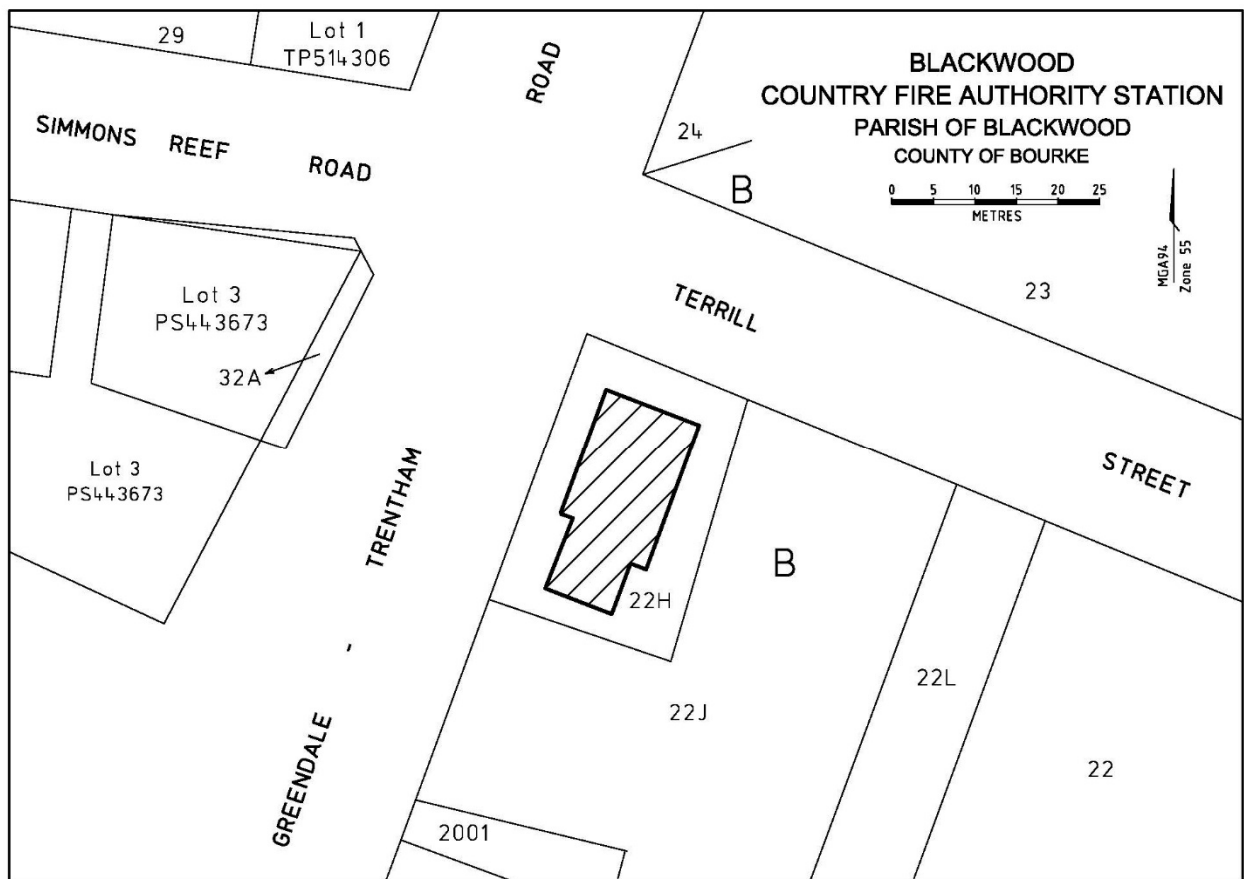 29
Lot 1
TP514306
ROAD
BLACKWOOD
COUNTRY FIRE AUTHORITY STATION
PARISH OF BLACKWOOD
COUNTY OF BOURKE
0 5 10 15 20 25
METRES
MGA94
Zone 55
SIMMONS REEF ROAD
24
B
23
Lot 3
PS443673
32A
TERRILL STREET
Lot 3
PS443673
GREENDALE - TRENTHAM
B
22H
22J
22L
22
2001